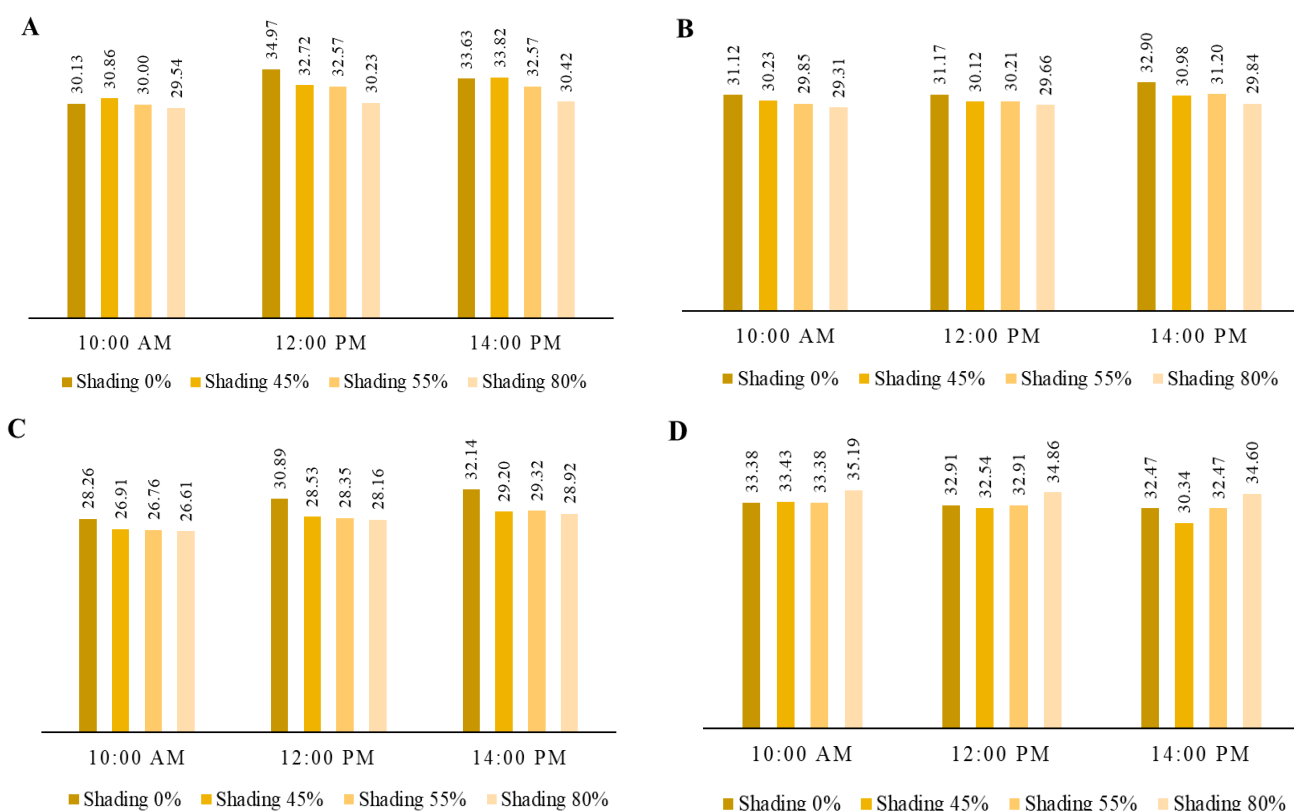 A
30.13 30.86 30.00 29.54 34.97 32.72 32.57 30.23 33.63 33.82 32.57 30.42
10:00 AM 12:00 PM 14:00 PM
Shading 0% Shading 45% Shading 55% Shading 80%
B
31.12 30.23 29.85 29.31 31.17 30.12 30.21 29.66 32.90 30.98 31.20 29.84
10:00 AM 12:00 PM 14:00 PM
Shading 0% Shading 45% Shading 55% Shading 80%
C
28.26 26.91 26.76 26.61 30.89 28.53 28.35 28.16 32.14 29.20 29.32 28.92
10:00 AM 12:00 PM 14:00 PM
Shading 0% Shading 45% Shading 55% Shading 80%
D
33.38 33.43 33.38 35.19 32.91 32.54 32.91 34.86 32.47 30.34 32.47 34.60
10:00 AM 12:00 PM 14:00 PM
Shading 0% Shading 45% Shading 55% Shading 80%